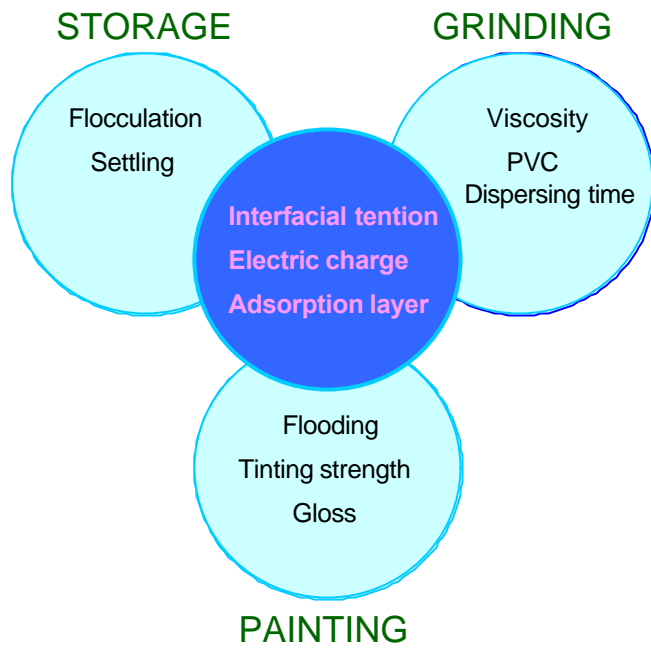 STORAGE
GRINDING
Flocculation
Settling
Viscosity
PVC
Dispersing time
Interfacial tention
Electric charge
Adsorption layer
Flooding
Tinting strength
Gloss
PAINTING